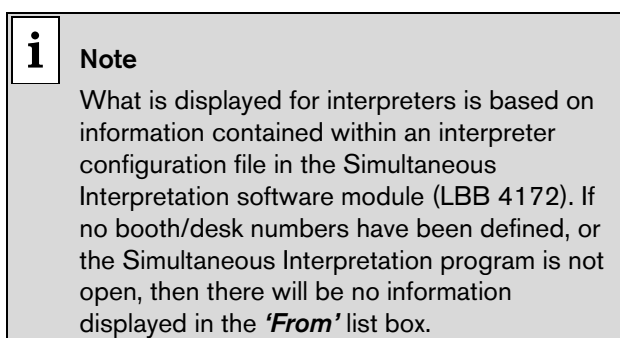 i
Note
What is displayed for interpreters is based on
information contained within an interpreter
configuration file in the Simultaneous
Interpretation software module (LBB 4172). If
no booth/desk numbers have been defined, or
the Simultaneous Interpretation program is not
open, then there will be no information
displayed in the ‘From’ list box.